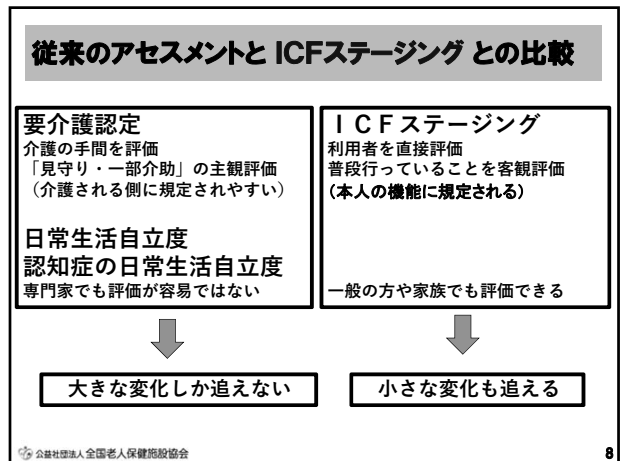 従来のアセスメントと ICFステージング との比較
要介護認定
介護の手間を評価
「見守り・一部介助」の主観評価
（介護される側に規定されやすい）
日常生活自立度
認知症の日常生活自立度
専門家でも評価が容易ではない
ＩＣＦステージング
利用者を直接評価
普段行っていることを客観評価
（本人の機能に規定される）
一般の方や家族でも評価できる
大きな変化しか追えない
小さな変化も追える
公益社団法人 全国老人保健施設協会
8